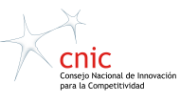 cnic
Consejo Nacional de Innovación
para la Competitividad